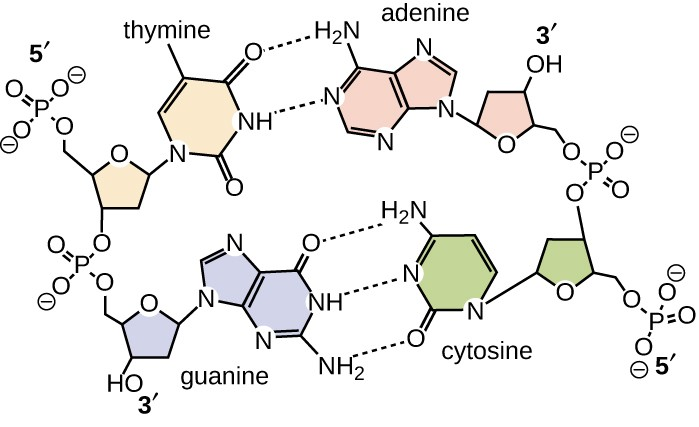 adenine
thymine
5′
3′
O
H₂N
N
OH
O
O
⊖
P
O
⊖
O
N
NH
N
N
N
O
O
O
⊖
P
O
O
O
O
H₂N
O
N
O
P
O
⊖
O
N
NH
N
N
N
O
O
O
⊖
P
O
O
⊖
5′
O
N
NH₂
O
cytosine
HO
guanine
3′